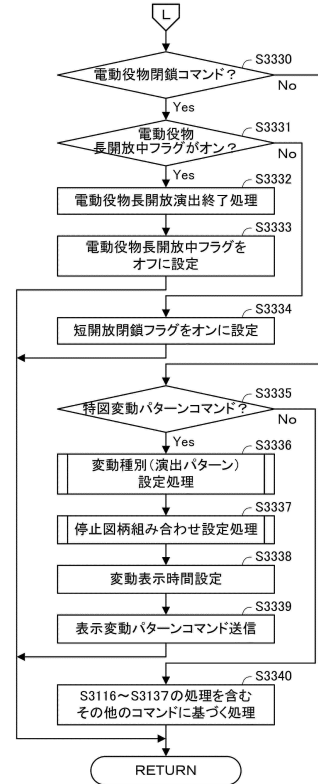 L
S3330
電動役物閉鎖コマンド？
No
Yes
S3331
電動役物
長開放中フラグがオン？
No
Yes
S3332
電動役物長開放演出終了処理
S3333
電動役物長開放中フラグを
オフに設定
S3334
短開放閉鎖フラグをオンに設定
S3335
特図変動パターンコマンド？
No
Yes
S3336
変動種別（演出パターン）
設定処理
S3337
停止図柄組み合わせ設定処理
S3338
変動表示時間設定
S3339
表示変動パターンコマンド送信
S3340
S3116～S3137の処理を含む
その他のコマンドに基づく処理
RETURN